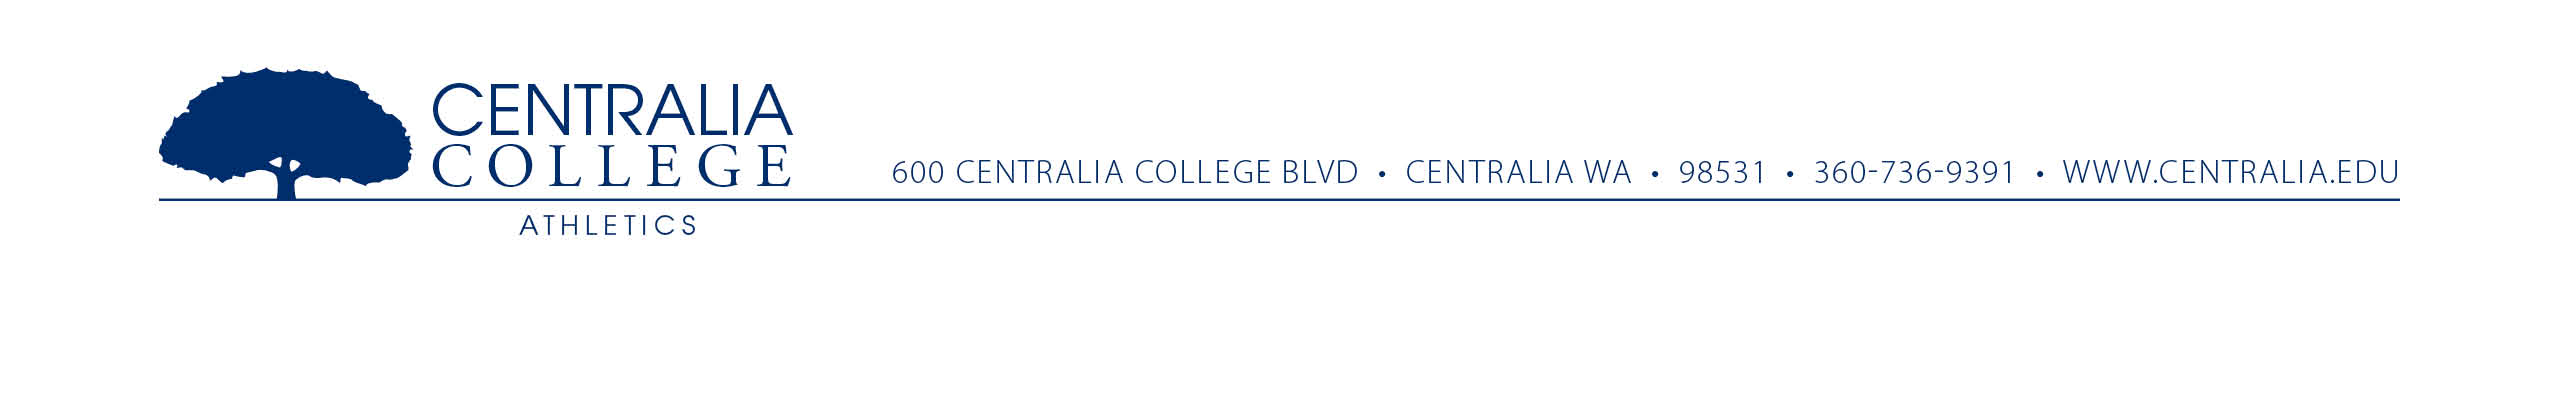 CENTRALIA
COLLEGE
600 CENTRALIA COLLEGE BLVD • CENTRALIA WA • 98531 • 360-736-9391 • WWW.CENTRALIA.EDU
ATHLETICS